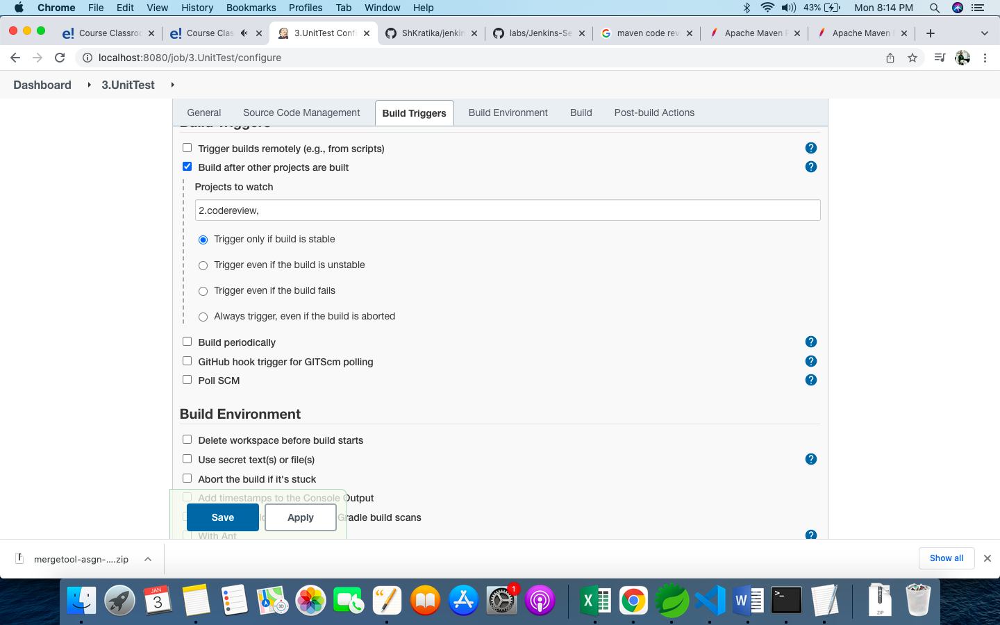 Chrome File Edit View History Bookmarks Profiles Tab Window Help 43% Mon 8:14 PM
Course Classroo Course Clas 3.UnitTest Conf ShKratika/jenkin labs/Jenkins-Se maven code rev Apache Maven Apache Maven
localhost:8080/job/3.UnitTest/configure
Dashboard 3.UnitTest
General Source Code Management Build Triggers Build Environment Build Post-build Actions
Build Triggers
Trigger builds remotely (e.g., from scripts) ?
Build after other projects are built ?
Projects to watch
2.codereview,
Trigger only if build is stable
Trigger even if the build is unstable
Trigger even if the build fails
Always trigger, even if the build is aborted
Build periodically ?
GitHub hook trigger for GITScm polling ?
Poll SCM ?
Build Environment
Delete workspace before build starts
Use secret text(s) or file(s) ?
Abort the build if it's stuck
Add timestamps to the Console Output
Gradle build scans
Save Apply
With Ant ?
mergetool-asgn-....zip Show all
JAN
3
3D
1
X
W
>_
ZIP